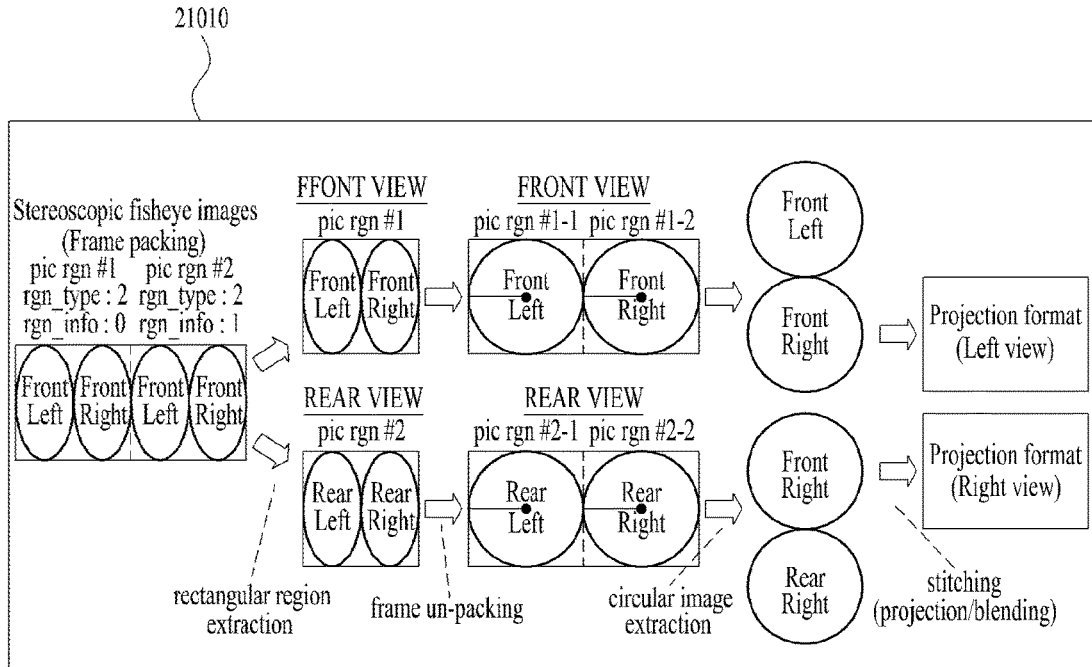 21010
Stereoscopic fisheye images
(Frame packing)
pic rgn #1 pic rgn #2
rgn_type : 2 rgn_type : 2
rgn_info : 0 rgn_info : 1
Front Left
Front Right
Front Left
Front Right
rectangular region
extraction
FFONT VIEW
pic rgn #1
Front Left
Front Right
REAR VIEW
pic rgn #2
Rear Left
Rear Right
frame un-packing
FRONT VIEW
pic rgn #1-1 pic rgn #1-2
Front Left
Front Right
REAR VIEW
pic rgn #2-1 pic rgn #2-2
Rear Left
Rear Right
circular image
extraction
Front
Left
Front
Right
Front
Right
Rear
Right
stitching
(projection/blending)
Projection format
(Left view)
Projection format
(Right view)